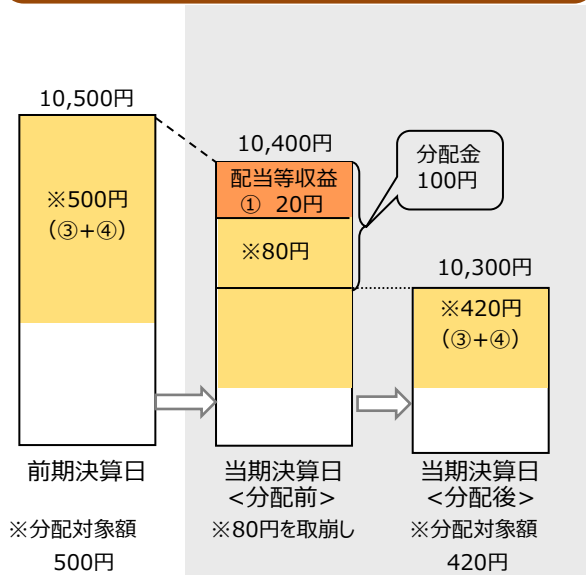 10,500円
※500円
（③+④）
前期決算日
※分配対象額
500円
10,400円
配当等収益
① 20円
※80円
分配金
100円
当期決算日
<分配前>
※80円を取崩し
10,300円
※420円
（③+④）
当期決算日
<分配後>
※分配対象額
420円